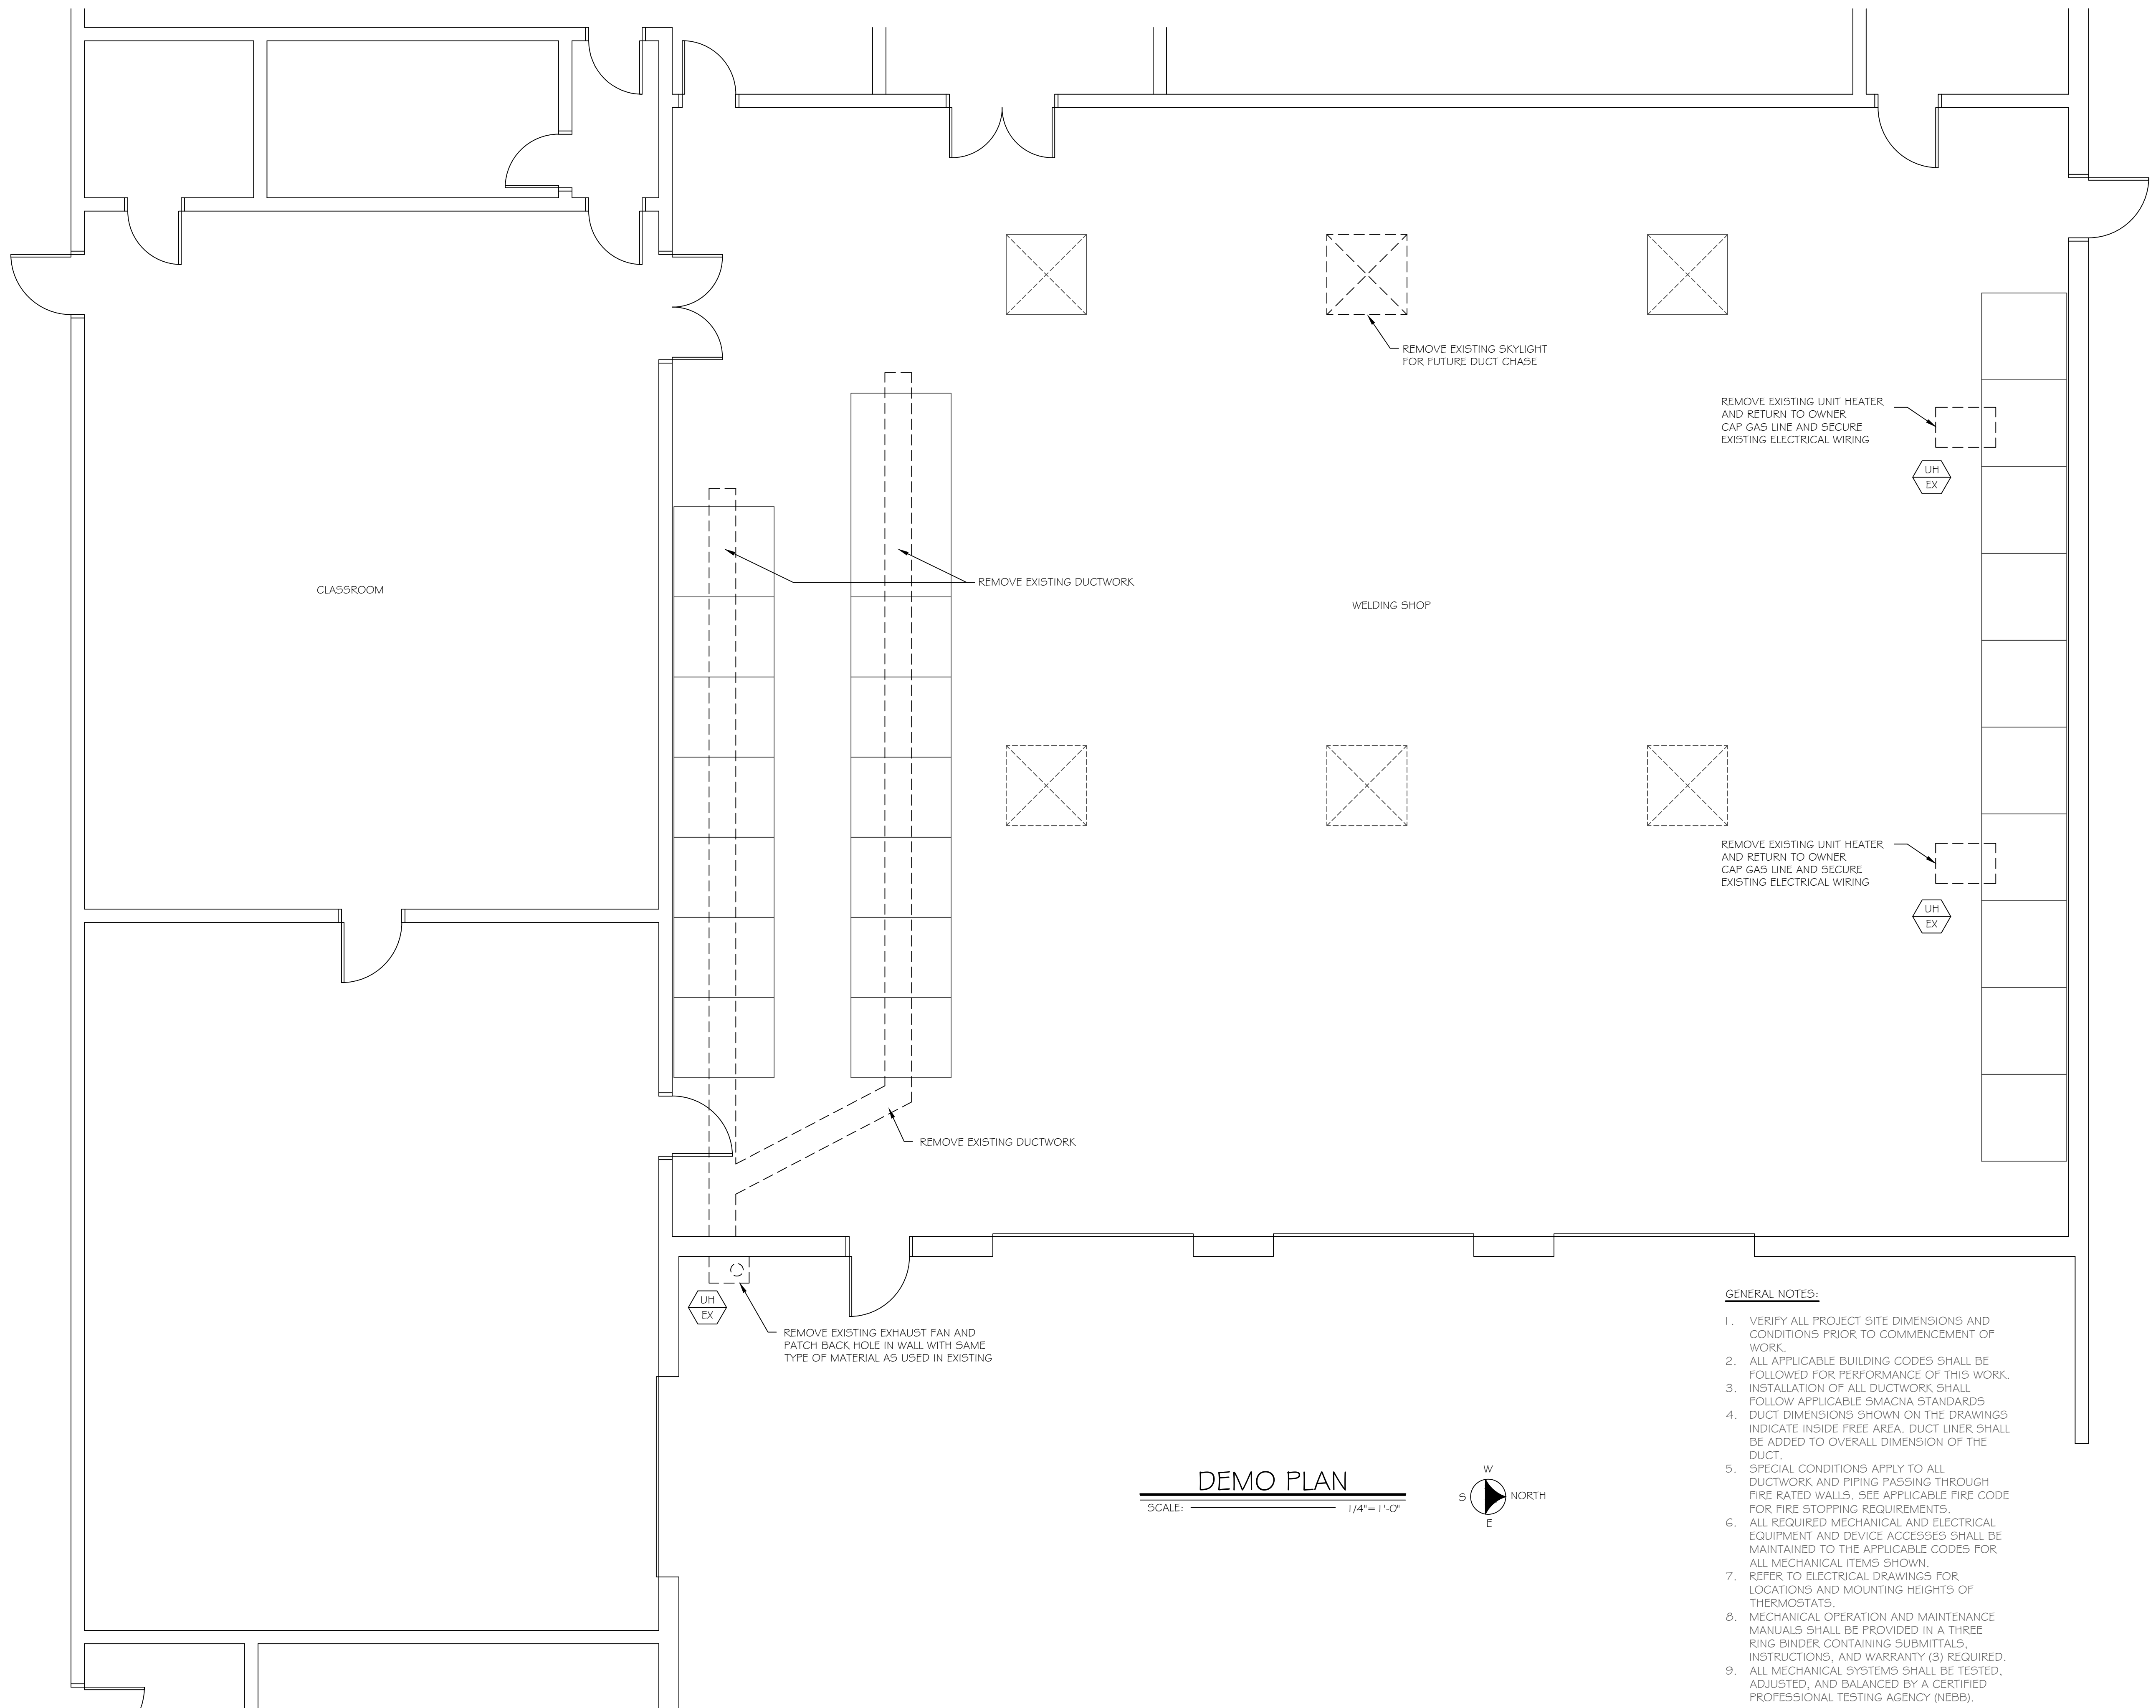 REMOVE EXISTING SKYLIGHT
FOR FUTURE DUCT CHASE
REMOVE EXISTING UNIT HEATER
AND RETURN TO OWNER
CAP GAS LINE AND SECURE
EXISTING ELECTRICAL WIRING
UH
EX
REMOVE EXISTING DUCTWORK
CLASSROOM
WELDING SHOP
REMOVE EXISTING UNIT HEATER
AND RETURN TO OWNER
CAP GAS LINE AND SECURE
EXISTING ELECTRICAL WIRING
UH
EX
REMOVE EXISTING DUCTWORK
UH
EX
REMOVE EXISTING EXHAUST FAN AND
PATCH BACK HOLE IN WALL WITH SAME
TYPE OF MATERIAL AS USED IN EXISTING
DEMO PLAN
SCALE: 1/4"=1'-0"
W
S NORTH
E
GENERAL NOTES:
1. VERIFY ALL PROJECT SITE DIMENSIONS AND
CONDITIONS PRIOR TO COMMENCEMENT OF
WORK.
2. ALL APPLICABLE BUILDING CODES SHALL BE
FOLLOWED FOR PERFORMANCE OF THIS WORK.
3. INSTALLATION OF ALL DUCTWORK SHALL
FOLLOW APPLICABLE SMACNA STANDARDS
4. DUCT DIMENSIONS SHOWN ON THE DRAWINGS
INDICATE INSIDE FREE AREA. DUCT LINER SHALL
BE ADDED TO OVERALL DIMENSION OF THE
DUCT.
5. SPECIAL CONDITIONS APPLY TO ALL
DUCTWORK AND PIPING PASSING THROUGH
FIRE RATED WALLS. SEE APPLICABLE FIRE CODE
FOR FIRE STOPPING REQUIREMENTS.
6. ALL REQUIRED MECHANICAL AND ELECTRICAL
EQUIPMENT AND DEVICE ACCESSES SHALL BE
MAINTAINED TO THE APPLICABLE CODES FOR
ALL MECHANICAL ITEMS SHOWN.
7. REFER TO ELECTRICAL DRAWINGS FOR
LOCATIONS AND MOUNTING HEIGHTS OF
THERMOSTATS.
8. MECHANICAL OPERATION AND MAINTENANCE
MANUALS SHALL BE PROVIDED IN A THREE
RING BINDER CONTAINING SUBMITTALS,
INSTRUCTIONS, AND WARRANTY (3) REQUIRED.
9. ALL MECHANICAL SYSTEMS SHALL BE TESTED,
ADJUSTED, AND BALANCED BY A CERTIFIED
PROFESSIONAL TESTING AGENCY (NEBB).